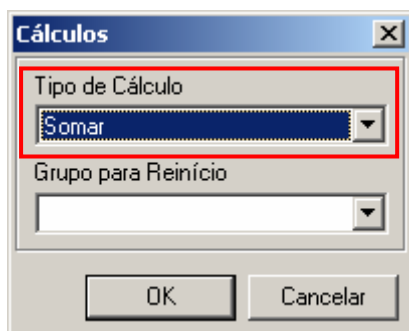 Cálculos
Tipo de Cálculo
Somar
Grupo para Reinício
OK
Cancelar